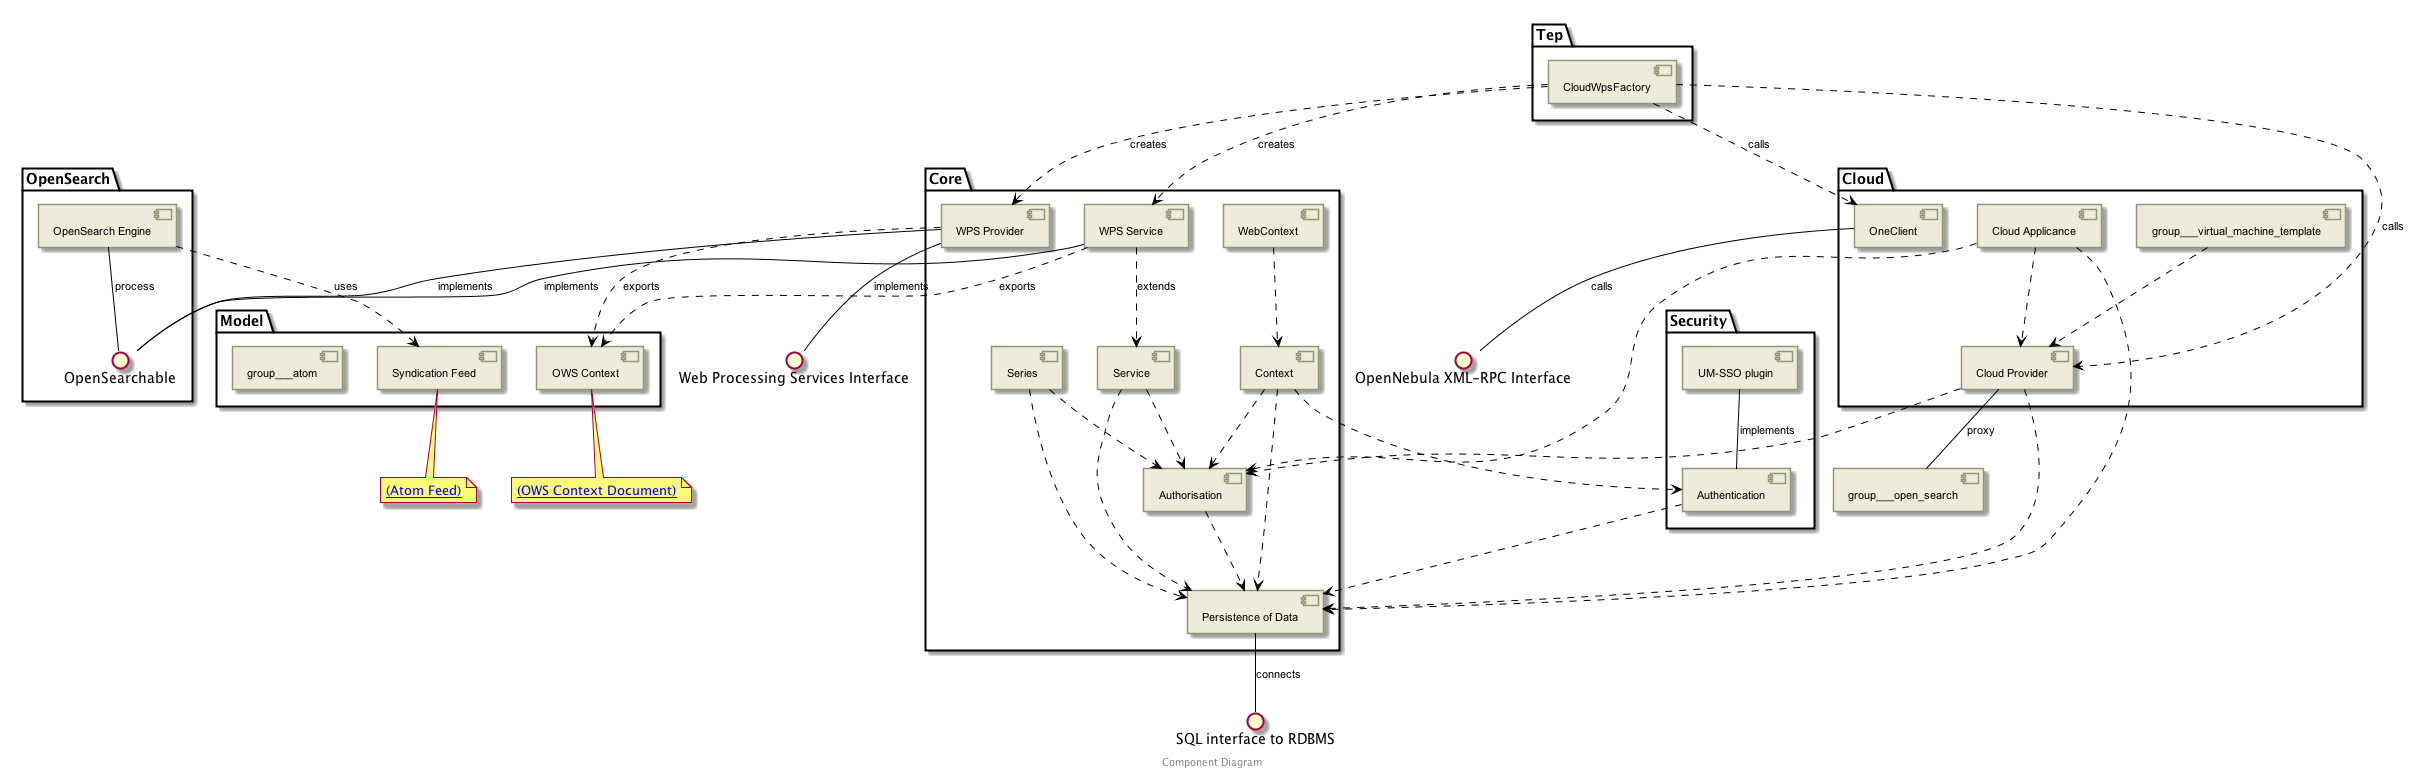 Tep
CloudWpsFactory
creates
creates
calls
calls
OpenSearch
OpenSearch Engine
process
uses
OpenSearchable
Core
WPS Provider
WPS Service
WebContext
implements
implements
exports
implements
exports
extends
Series
Service
Context
Authorisation
Persistence of Data
connects
SQL interface to RDBMS
Model
group___atom
Syndication Feed
OWS Context
(Atom Feed)
(OWS Context Document)
Web Processing Services Interface
Cloud
OneClient
Cloud Applicance
group___virtual_machine_template
calls
OpenNebula XML-RPC Interface
Cloud Provider
proxy
group___open_search
Security
UM-SSO plugin
implements
Authentication
Component Diagram